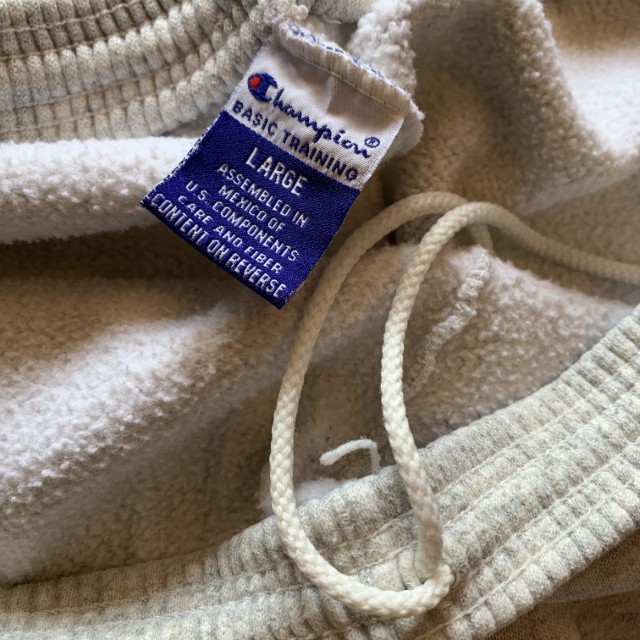 Champion®
BASIC TRAINING
LARGE
ASSEMBLED IN
MEXICO OF
U.S. COMPONENTS
CARE AND FIBER
CONTENT ON REVERSE